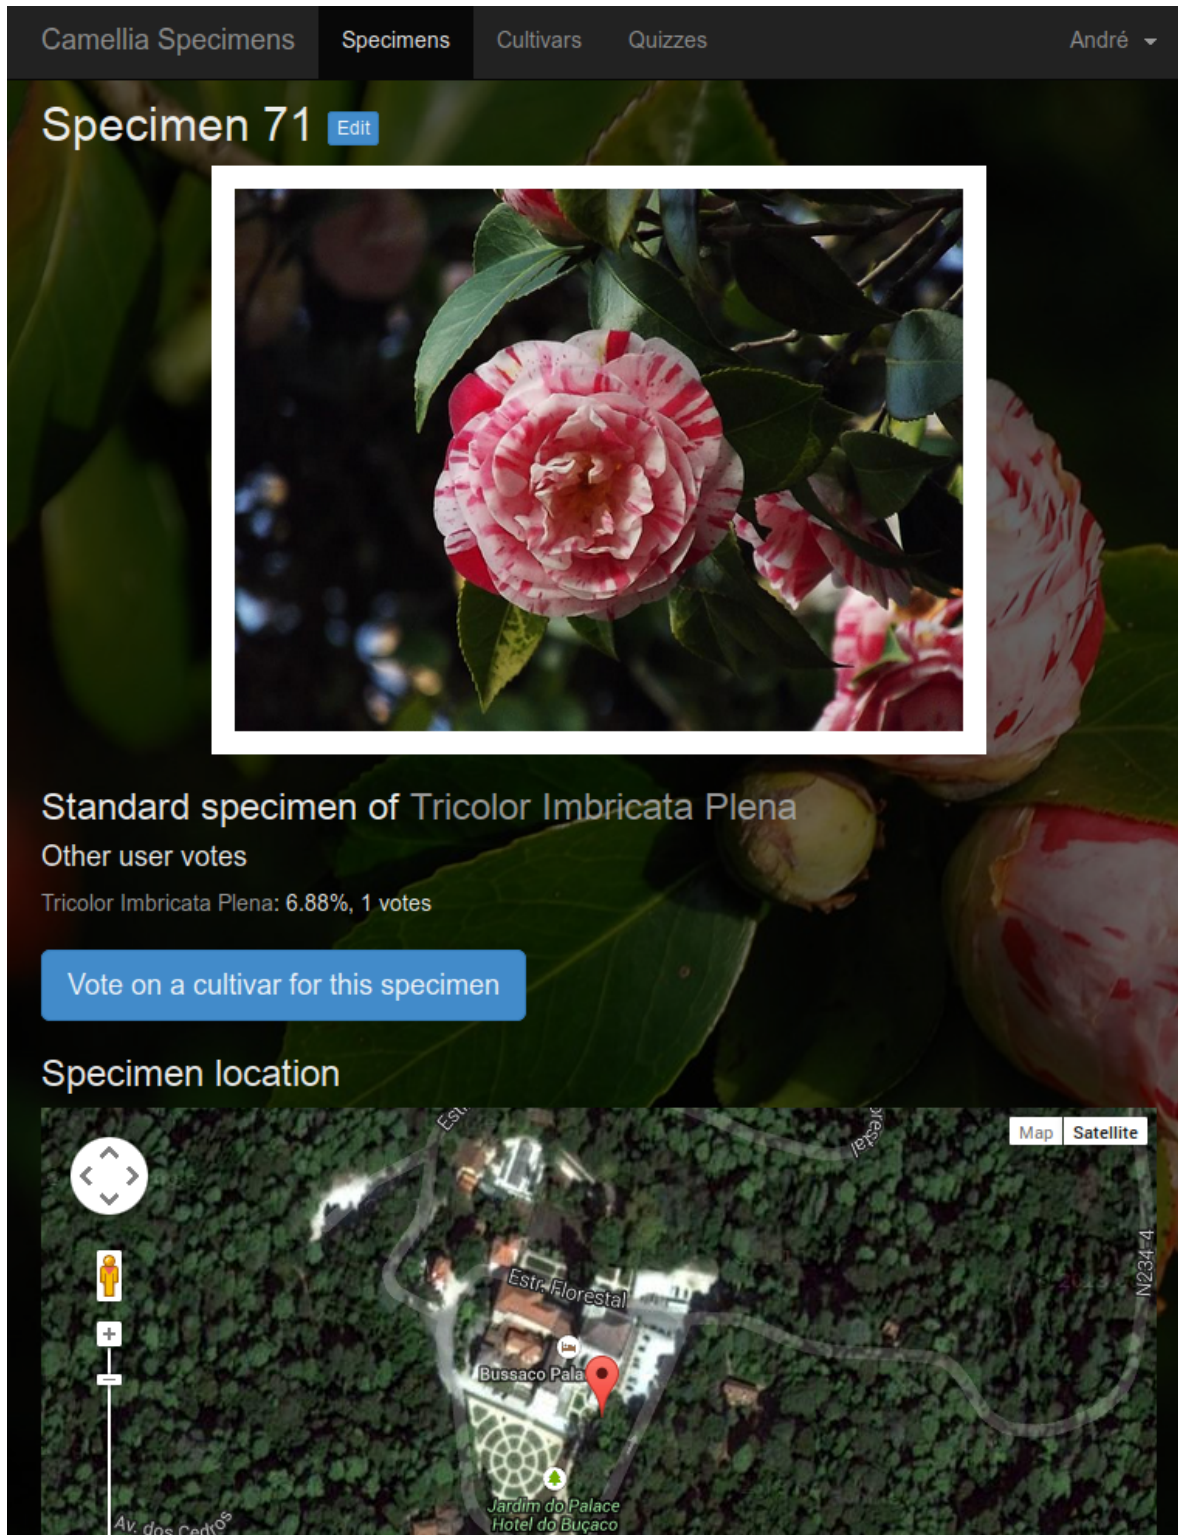 Camellia Specimens Specimens Cultivars Quizzes André
Specimen 71 Edit
Standard specimen of Tricolor Imbricata Plena
Other user votes
Tricolor Imbricata Plena: 6.88%, 1 votes
Vote on a cultivar for this specimen
Specimen location
Map Satellite
Estr. Florestal
N234-4
Bussaco Pala
Jardim do Palace
Hotel do Buçaco
Av. dos Cedros